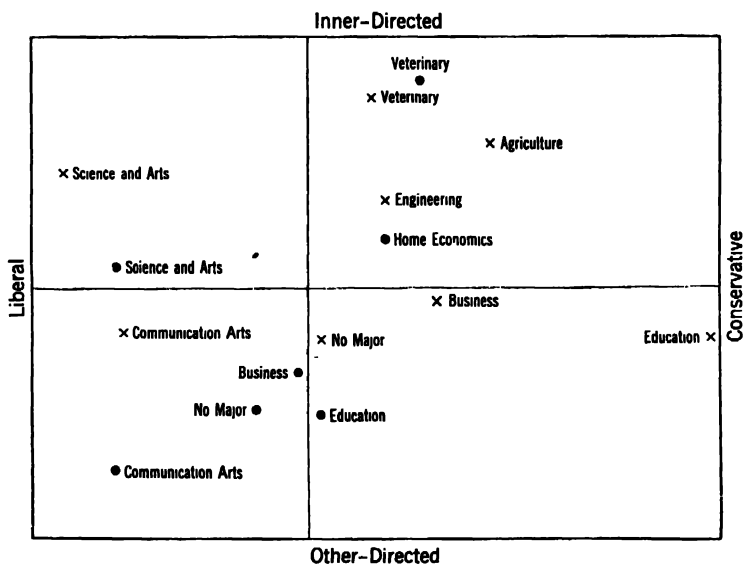 Inner-Directed
Veterinary
Veterinary
Agriculture
Science and Arts
Engineering
Home Economics
Soience and Arts
Liberal
Conservative
Business
Communication Arts
No Major
Education
Business
No Major
Education
Communication Arts
Other-Directed